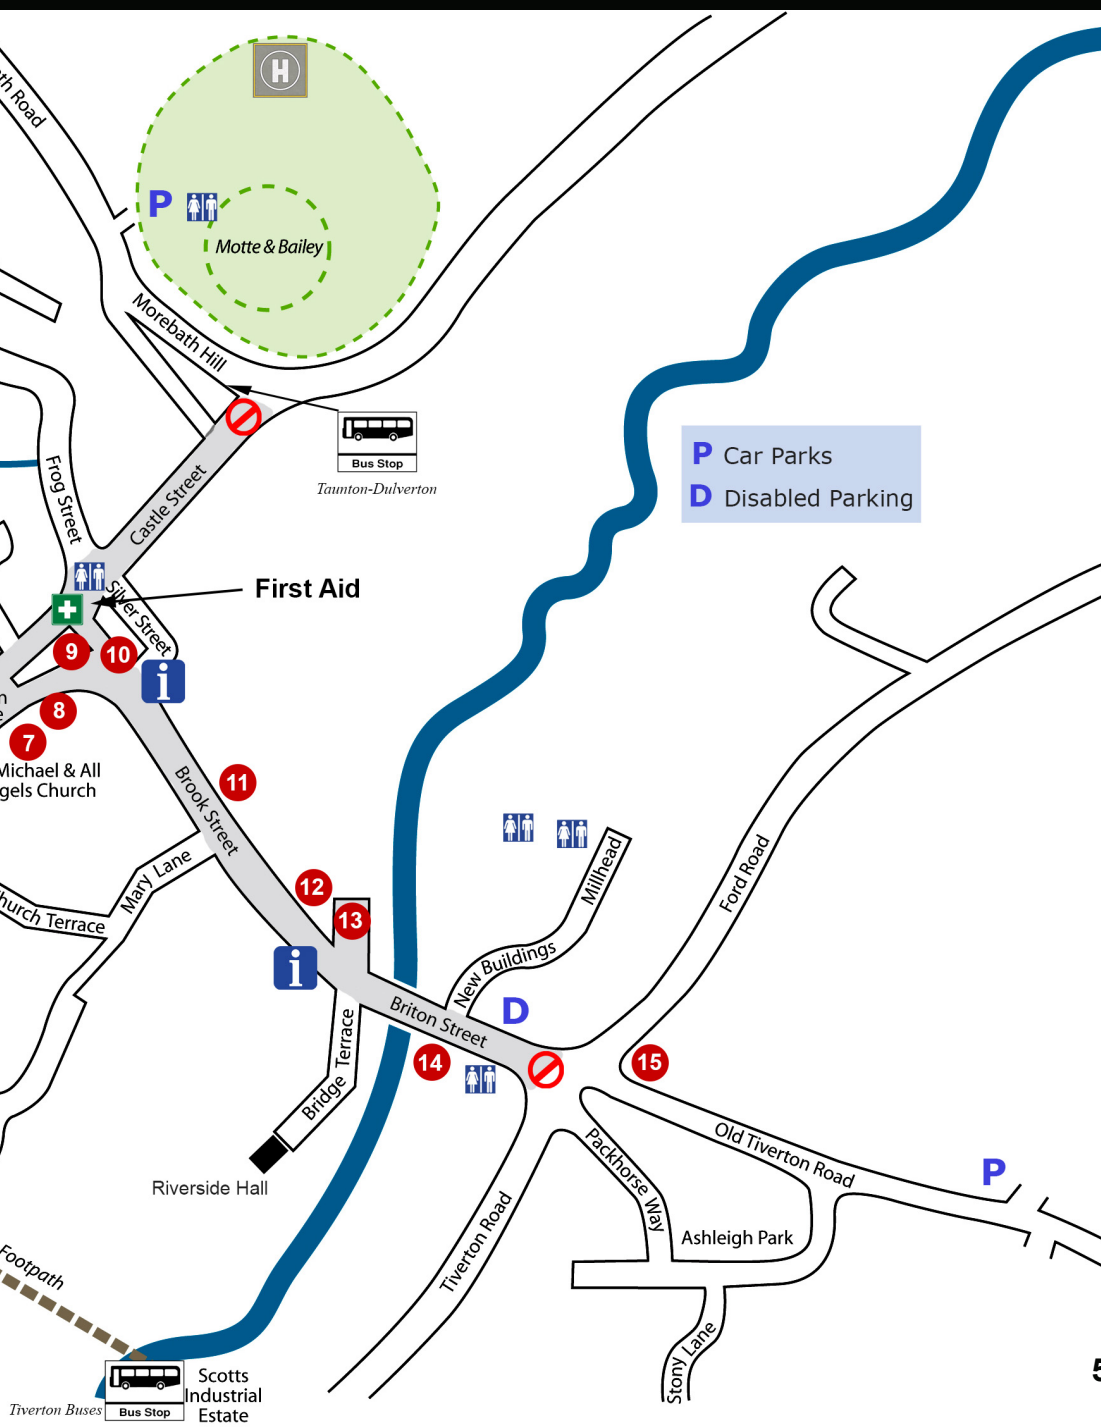 th Road
H
P
Motte & Bailey
Morebath Hill
Bus Stop
Taunton-Dulverton
P Car Parks
D Disabled Parking
Frog Street
Castle Street
First Aid
Silver Street
9
10
i
8
7
Michael & All
gels Church
11
Brook Street
Mary Lane
hurch Terrace
12
13
i
Millhead
New Buildings
Ford Road
D
Briton Street
14
15
Bridge Terrace
Riverside Hall
Old Tiverton Road
P
Packhorse Way
Ashleigh Park
Tiverton Road
Stony Lane
Footpath
Bus Stop
Tiverton Buses
Scotts
Industrial
Estate